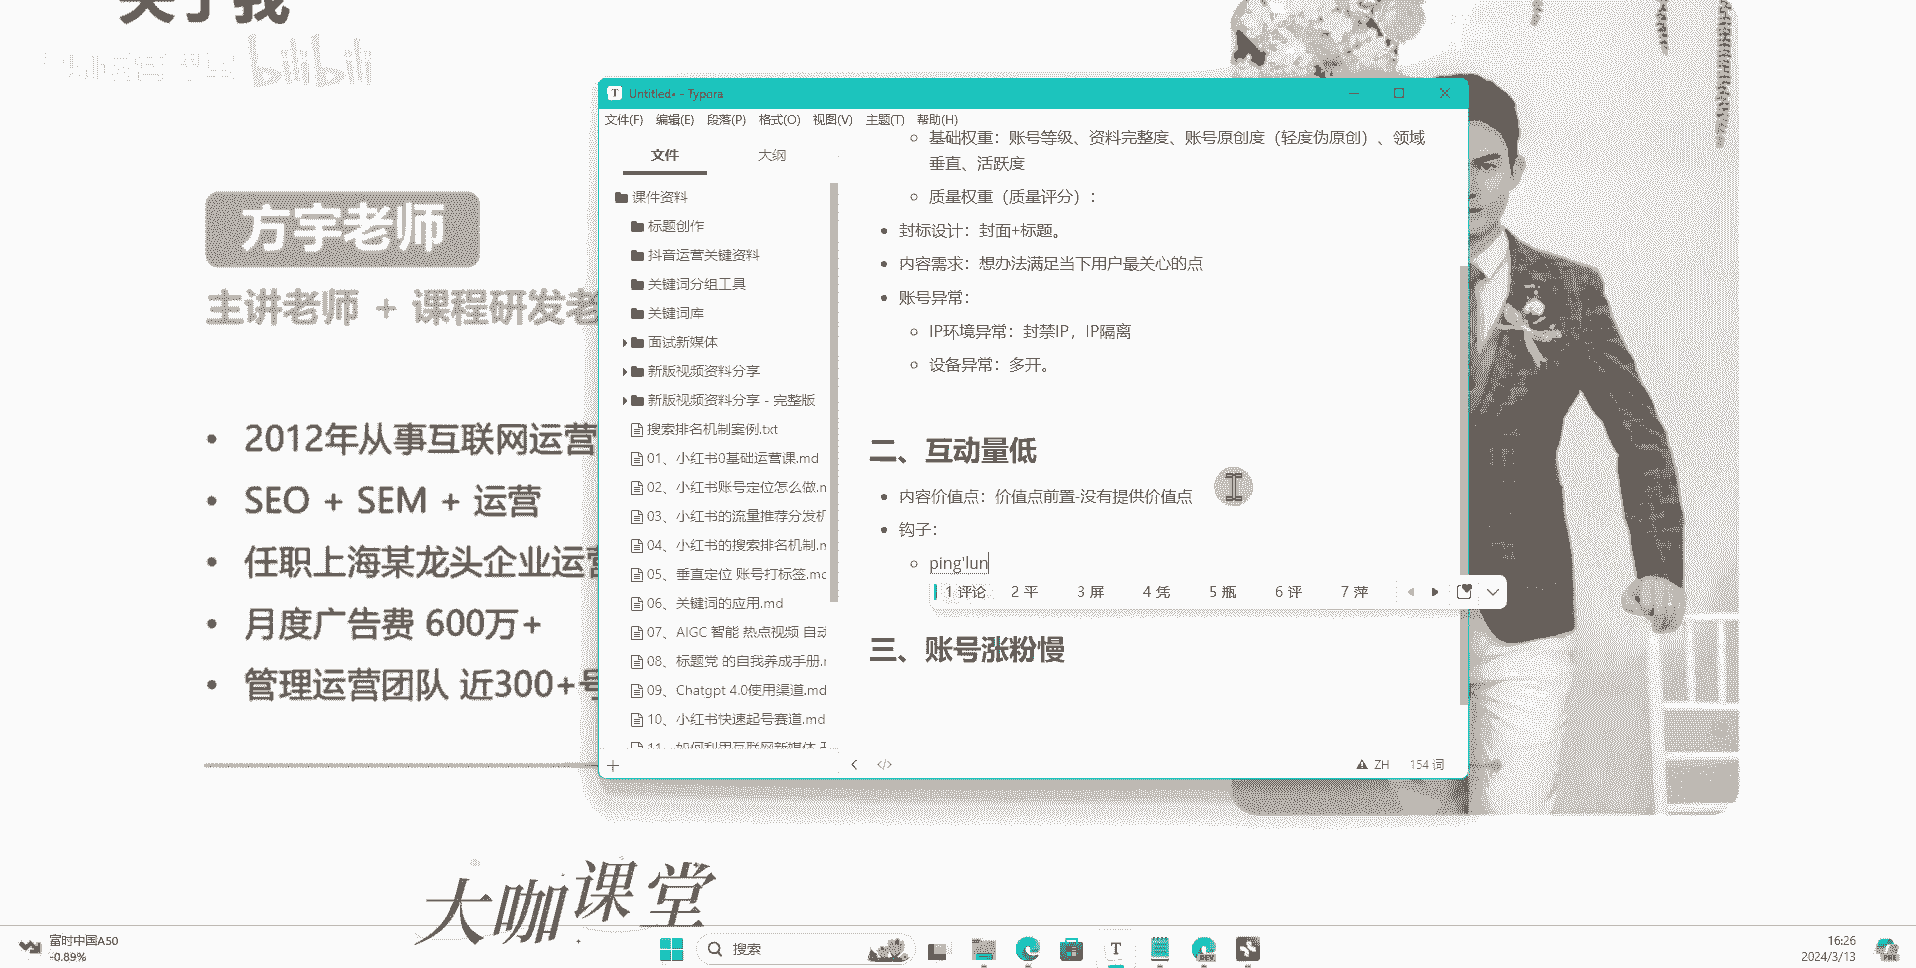 关于我
bilibili
方宇老师
主讲老师 + 课程研发老
2012年从事互联网运营
SEO + SEM + 运营
任职上海某龙头企业运营
月度广告费 600万+
管理运营团队 近300+号
大咖课堂
T Untitled• - Typora
文件(F) 编辑(E) 段落(P) 格式(O) 视图(V) 主题(T) 帮助(H)
文件 大纲
课件资料
标题创作
抖音运营关键资料
关键词分组工具
关键词库
面试新媒体
新版视频资料分享
新版视频资料分享 - 完整版
搜索排名机制案例.txt
01、小红书0基础运营课.md
02、小红书账号定位怎么做.m
03、小红书的流量推荐分发机
04、小红书的搜索排名机制.m
05、垂直定位 账号打标签.mc
06、关键词的应用.md
07、AIGC 智能 热点视频 自动
08、标题党 的自我养成手册.r
09、Chatgpt 4.0使用渠道.md
10、小红书快速起号赛道.md
11、如何利用互联网新媒体
基础权重：账号等级、资料完整度、账号原创度（轻度伪原创）、领域
垂直、活跃度
质量权重（质量评分）：
封标设计：封面+标题。
内容需求：想办法满足当下用户最关心的点
账号异常：
IP环境异常：封禁IP，IP隔离
设备异常：多开。
二、互动量低
内容价值点：价值点前置-没有提供价值点
钩子：
ping'lun
1 评论 2 平 3 屏 4 凭 5 瓶 6 评 7 萍
三、账号涨粉慢
</> ZH 154 词
富时中国A50
-0.89%
搜索
T
DEV
16:26
2024/3/13
PRE